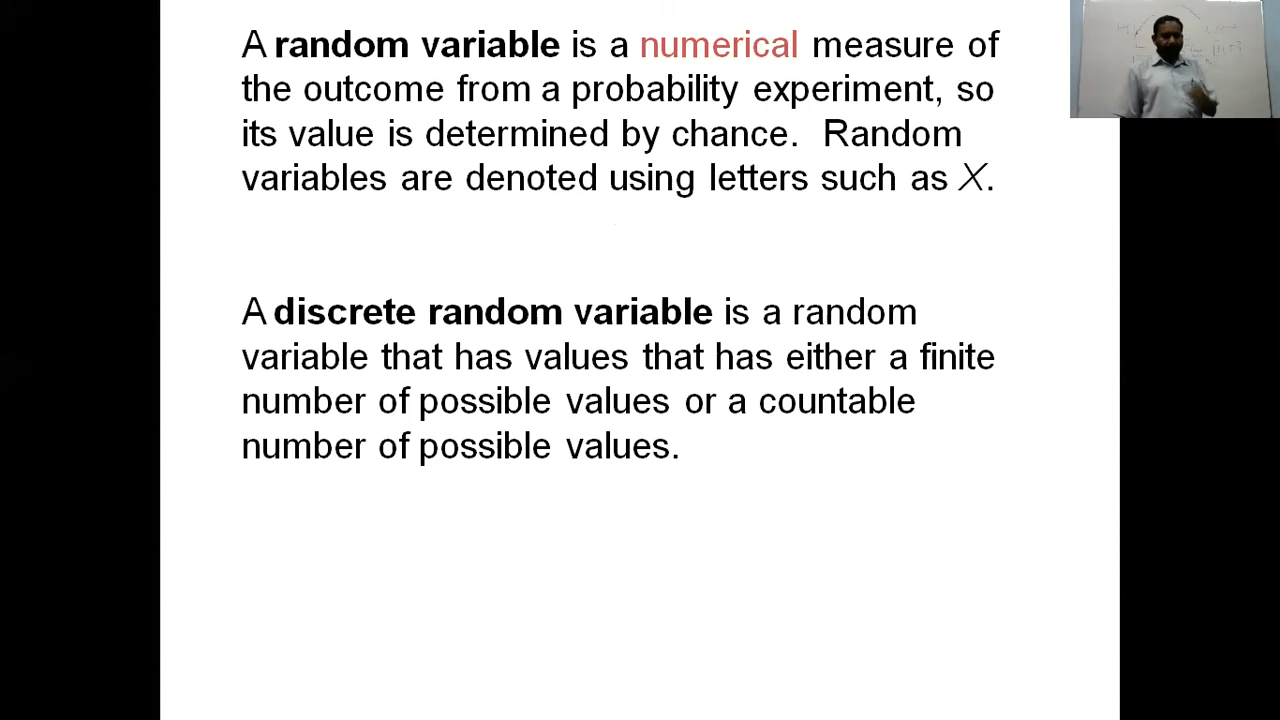 A random variable is a numerical measure of
the outcome from a probability experiment, so
its value is determined by chance. Random
variables are denoted using letters such as X.
A discrete random variable is a random
variable that has values that has either a finite
number of possible values or a countable
number of possible values.